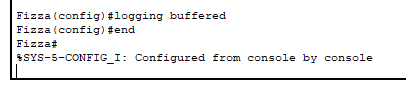 Fizza(config)#logging buffered
Fizza(config)#end
Fizza#
%SYS-5-CONFIG_I: Configured from console by console